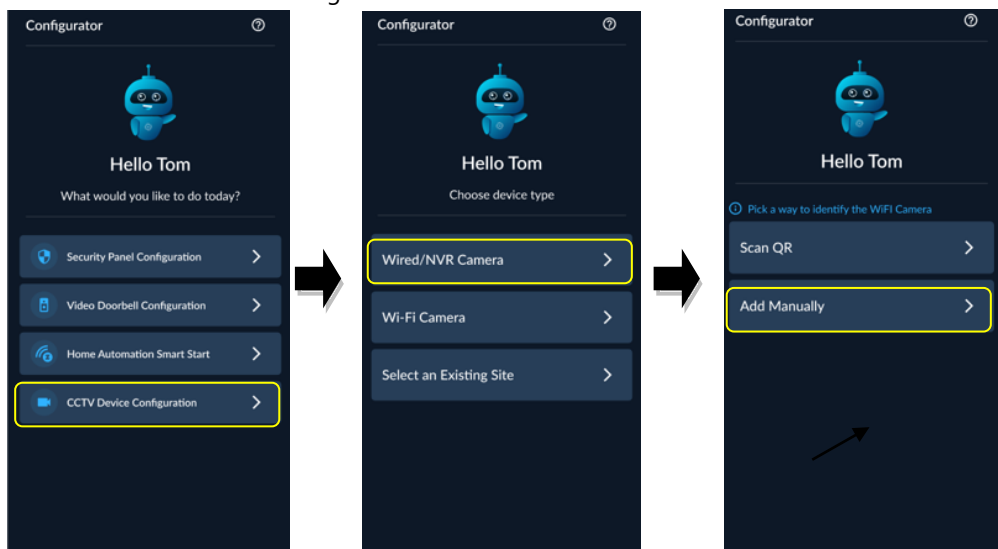 Configurator
Hello Tom
What would you like to do today?
Security Panel Configuration
Video Doorbell Configuration
Home Automation Smart Start
CCTV Device Configuration
Configurator
Hello Tom
Choose device type
Wired/NVR Camera
Wi-Fi Camera
Select an Existing Site
Configurator
Hello Tom
Pick a way to identify the WiFI Camera
Scan QR
Add Manually